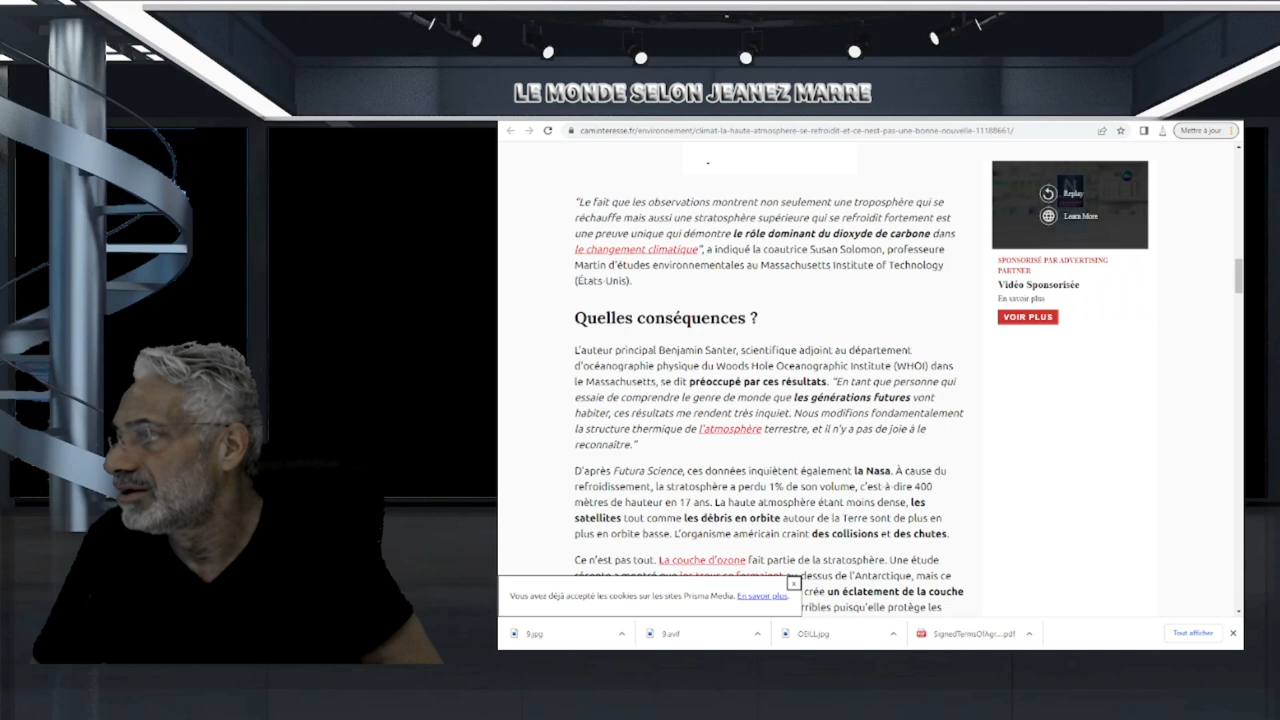 LE MONDE SELON JEANEZ MARRE
caminteresse.fr/environnement/climat-la-haute-atmosphere-se-refroidit-et-ce-nest-pas-une-bonne-nouvelle-11188661/
Mettre à jour
"Le fait que les observations montrent non seulement une troposphère qui se
réchauffe mais aussi une stratosphère supérieure qui se refroidit fortement est
une preuve unique qui démontre le rôle dominant du dioxyde de carbone dans
le changement climatique", a indiqué la coautrice Susan Solomon, professeure
Martin d'études environnementales au Massachusetts Institute of Technology
(États-Unis).
Quelles conséquences ?
L'auteur principal Benjamin Santer, scientifique adjoint au département
d'océanographie physique du Woods Hole Oceanographic Institute (WHOI) dans
le Massachusetts, se dit préoccupé par ces résultats. "En tant que personne qui
essaie de comprendre le genre de monde que les générations futures vont
habiter, ces résultats me rendent très inquiet. Nous modifions fondamentalement
la structure thermique de l'atmosphère terrestre, et il n'y a pas de joie à le
reconnaître."
D'après Futura Science, ces données inquiètent également la Nasa. À cause du
refroidissement, la stratosphère a perdu 1% de son volume, c'est-à-dire 400
mètres de hauteur en 17 ans. La haute atmosphère étant moins dense, les
satellites tout comme les débris en orbite autour de la Terre sont de plus en
plus en orbite basse. L'organisme américain craint des collisions et des chutes.
Ce n'est pas tout. La couche d'ozone fait partie de la stratosphère. Une étude
dessus de l'Antarctique, mais ce
crée un éclatement de la couche
puisqu'elle protège les
Replay
Learn More
SPONSORISÉ PAR ADVERTISING
PARTNER
Vidéo Sponsorisée
En savoir plus
VOIR PLUS
x
Vous avez déjà accepté les cookies sur les sites Prisma Media. En savoir plus.
9.jpg
9.avif
OEILL.jpg
SignedTermsOfAgr....pdf
Tout afficher